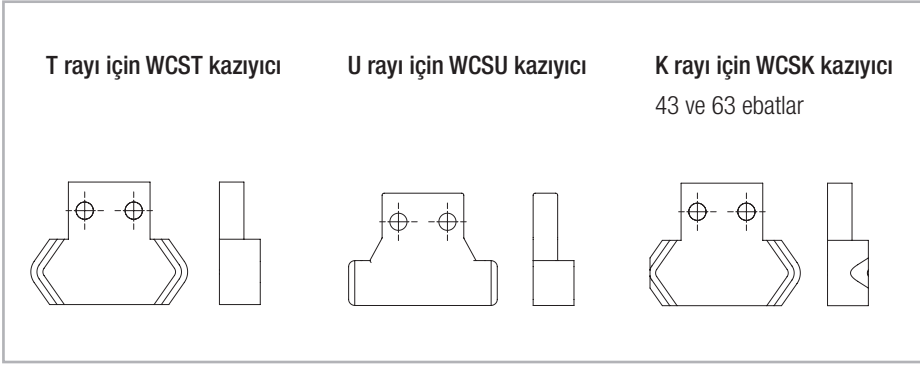 T rayı için WCST kazıyıcı
U rayı için WCSU kazıyıcı
K rayı için WCSK kazıyıcı
43 ve 63 ebatlar